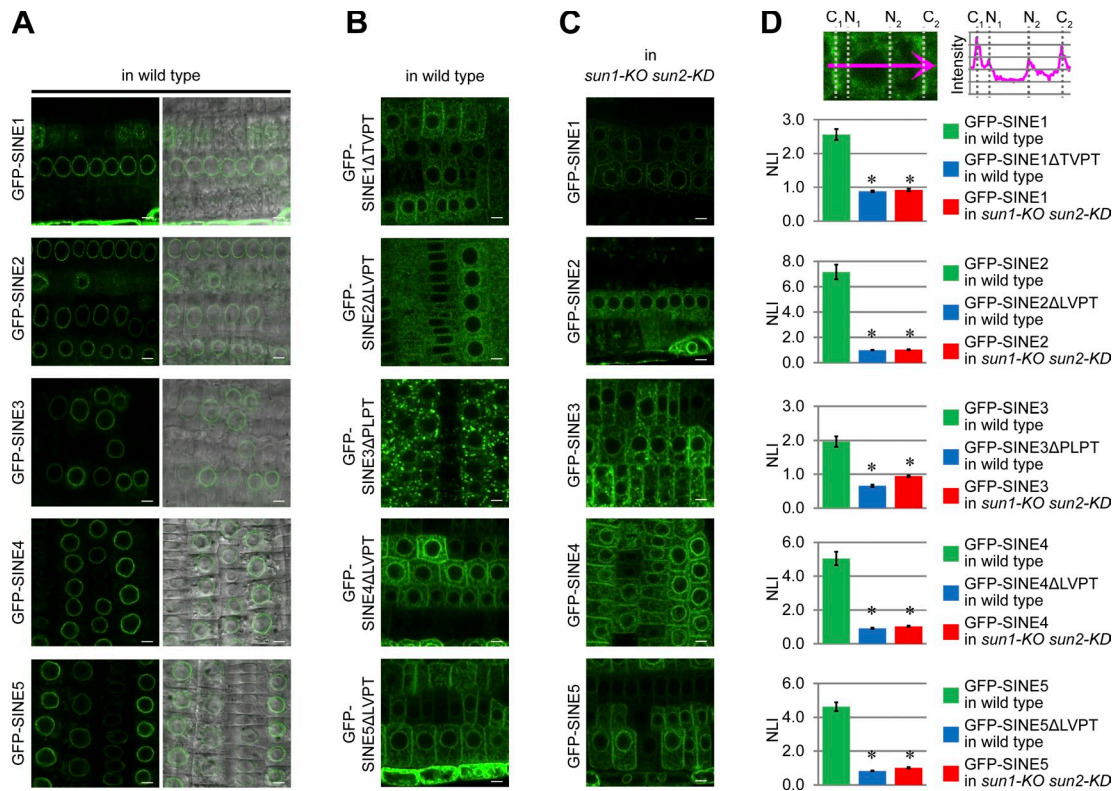 A
in wild type
GFP-SINE1
GFP-SINE2
GFP-SINE3
GFP-SINE4
GFP-SINE5
B
in wild type
GFP-
SINE1ΔTVPT
GFP-
SINE2ΔLVPT
GFP-
SINE3ΔPLPT
GFP-
SINE4ΔLVPT
GFP-
SINE5ΔLVPT
C
in
sun1-KO sun2-KD
GFP-SINE1
GFP-SINE2
GFP-SINE3
GFP-SINE4
GFP-SINE5
D
C1 N1 N2 C2
C1 N1 N2 C2
Intensity
NLI
3.0
2.0
1.0
0.0
* *
GFP-SINE1
in wild type
GFP-SINE1ΔTVPT
in wild type
GFP-SINE1
in sun1-KO sun2-KD
NLI
8.0
6.0
4.0
2.0
0.0
* *
GFP-SINE2
in wild type
GFP-SINE2ΔLVPT
in wild type
GFP-SINE2
in sun1-KO sun2-KD
NLI
3.0
2.0
1.0
0.0
* *
GFP-SINE3
in wild type
GFP-SINE3ΔPLPT
in wild type
GFP-SINE3
in sun1-KO sun2-KD
NLI
6.0
4.0
2.0
0.0
* *
GFP-SINE4
in wild type
GFP-SINE4ΔLVPT
in wild type
GFP-SINE4
in sun1-KO sun2-KD
NLI
6.0
4.0
2.0
0.0
* *
GFP-SINE5
in wild type
GFP-SINE5ΔLVPT
in wild type
GFP-SINE5
in sun1-KO sun2-KD